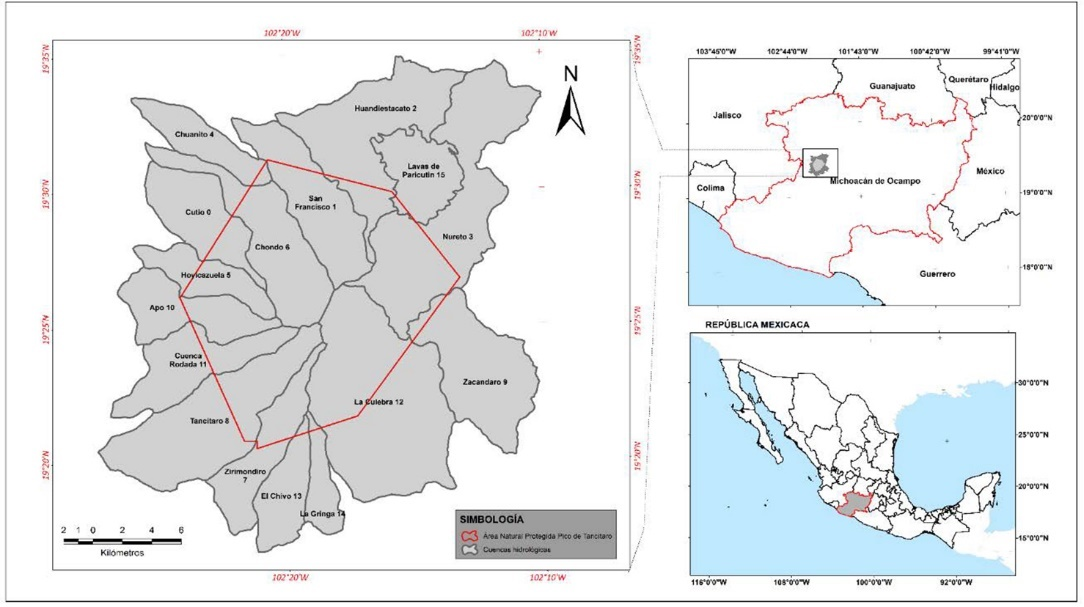 102°20'W
102°10'W
19°35'N
19°35'N
N
Huandiestacato 2
Chuanito 4
Lavas de
Paricutin 15
19°30'N
19°30'N
San
Francisco 1
Cutio 0
Nureto 3
Chondo 6
Hoyicazuela 5
Apo 10
19°25'N
19°25'N
Cuenca
Rodada 11
Zacandaro 9
La Culebra 12
Tancitaro 8
19°20'N
19°20'N
Zirimondiro
7
El Chivo 13
La Gringa 14
2 1 0 2 4 6
Kilómetros
SIMBOLOGÍA
Área Natural Protegida Pico de Tancitaro
Cuencas hidrológicas
102°20'W
102°10'W
103°45'0"W
102°44'0"W
101°43'0"W
100°42'0"W
99°41'0"W
Querétaro
Guanajuato
Hidalgo
Jalisco
20°0'0"N
México
Colima
Michoacán de Ocampo
19°0'0"N
Guerrero
18°0'0"N
REPÚBLICA MEXICACA
30°0'0"N
25°0'0"N
20°0'0"N
15°0'0"N
116°0'0"W
108°0'0"W
100°0'0"W
92°0'0"W